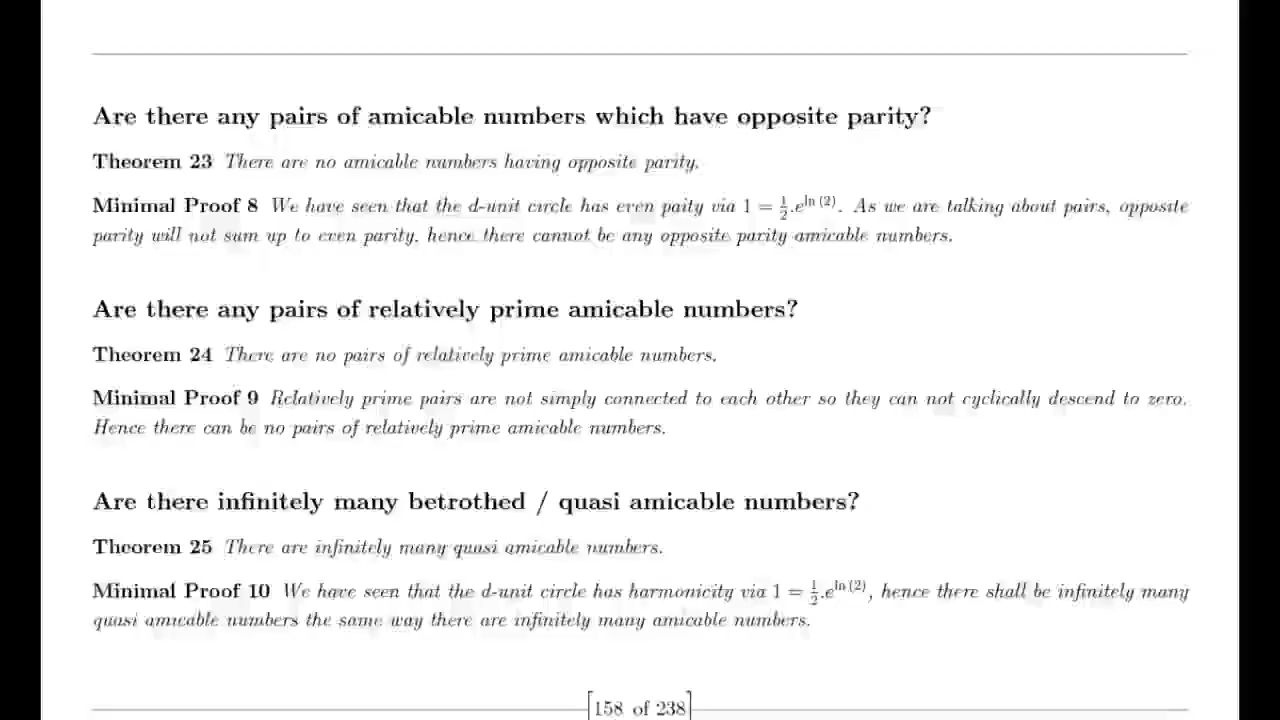 Are there any pairs of amicable numbers which have opposite parity?
Theorem 23 There are no amicable numbers having opposite parity.
Minimal Proof 8 We have seen that the d-unit circle has even paity via 1 = 1/2 .e^ln (2). As we are talking about pairs, opposite
parity will not sum up to even parity. hence there cannot be any opposite parity amicable numbers.
Are there any pairs of relatively prime amicable numbers?
Theorem 24 There are no pairs of relatively prime amicable numbers.
Minimal Proof 9 Relatively prime pairs are not simply connected to each other so they can not cyclically descend to zero.
Hence there can be no pairs of relatively prime amicable numbers.
Are there infinitely many betrothed / quasi amicable numbers?
Theorem 25 There are infinitely many quasi amicable numbers.
Minimal Proof 10 We have seen that the d-unit circle has harmonicity via 1 = 1/2 .e^ln (2), hence there shall be infinitely many
quasi amicable numbers the same way there are infinitely many amicable numbers.
[158 of 238]